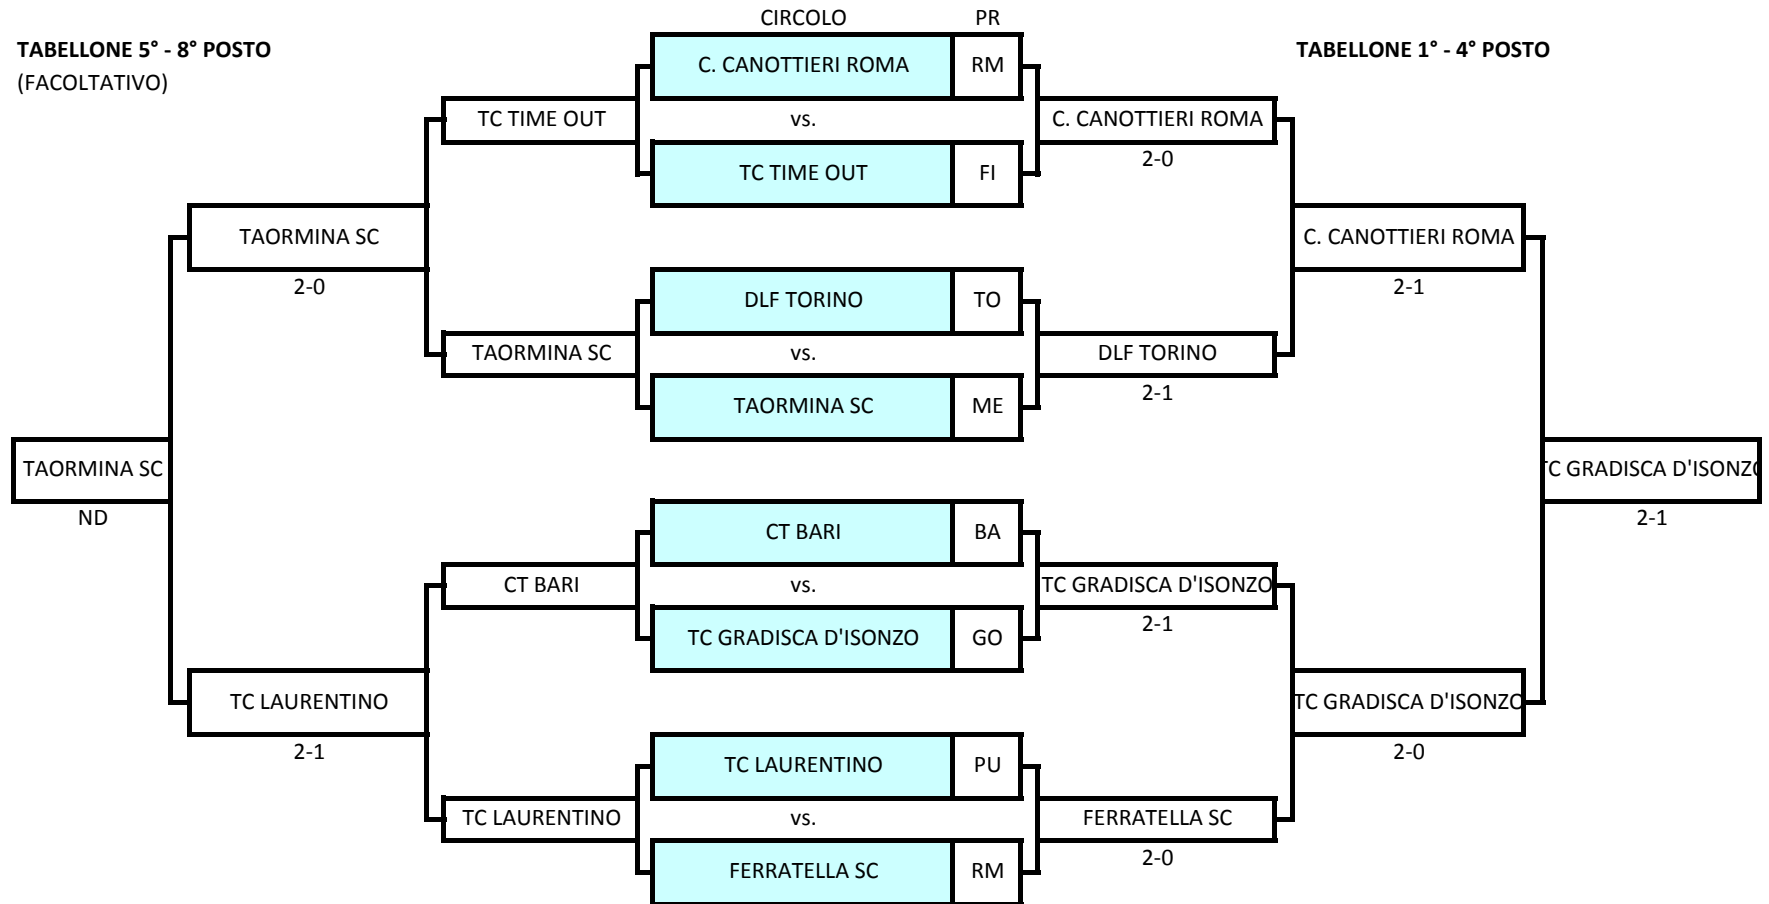 CIRCOLO PR
TABELLONE 5° - 8° POSTO
(FACOLTATIVO)
TABELLONE 1° - 4° POSTO
C. CANOTTIERI ROMA RM
TC TIME OUT vs. C. CANOTTIERI ROMA
2-0
TC TIME OUT FI
TAORMINA SC C. CANOTTIERI ROMA
2-0 2-1
DLF TORINO TO
TAORMINA SC vs. DLF TORINO
2-1
TAORMINA SC ME
TAORMINA SC TC GRADISCA D'ISONZO
ND 2-1
CT BARI BA
CT BARI vs. TC GRADISCA D'ISONZO
2-1
TC GRADISCA D'ISONZO GO
TC LAURENTINO TC GRADISCA D'ISONZO
2-1 2-0
TC LAURENTINO PU
TC LAURENTINO vs. FERRATELLA SC
2-0
FERRATELLA SC RM